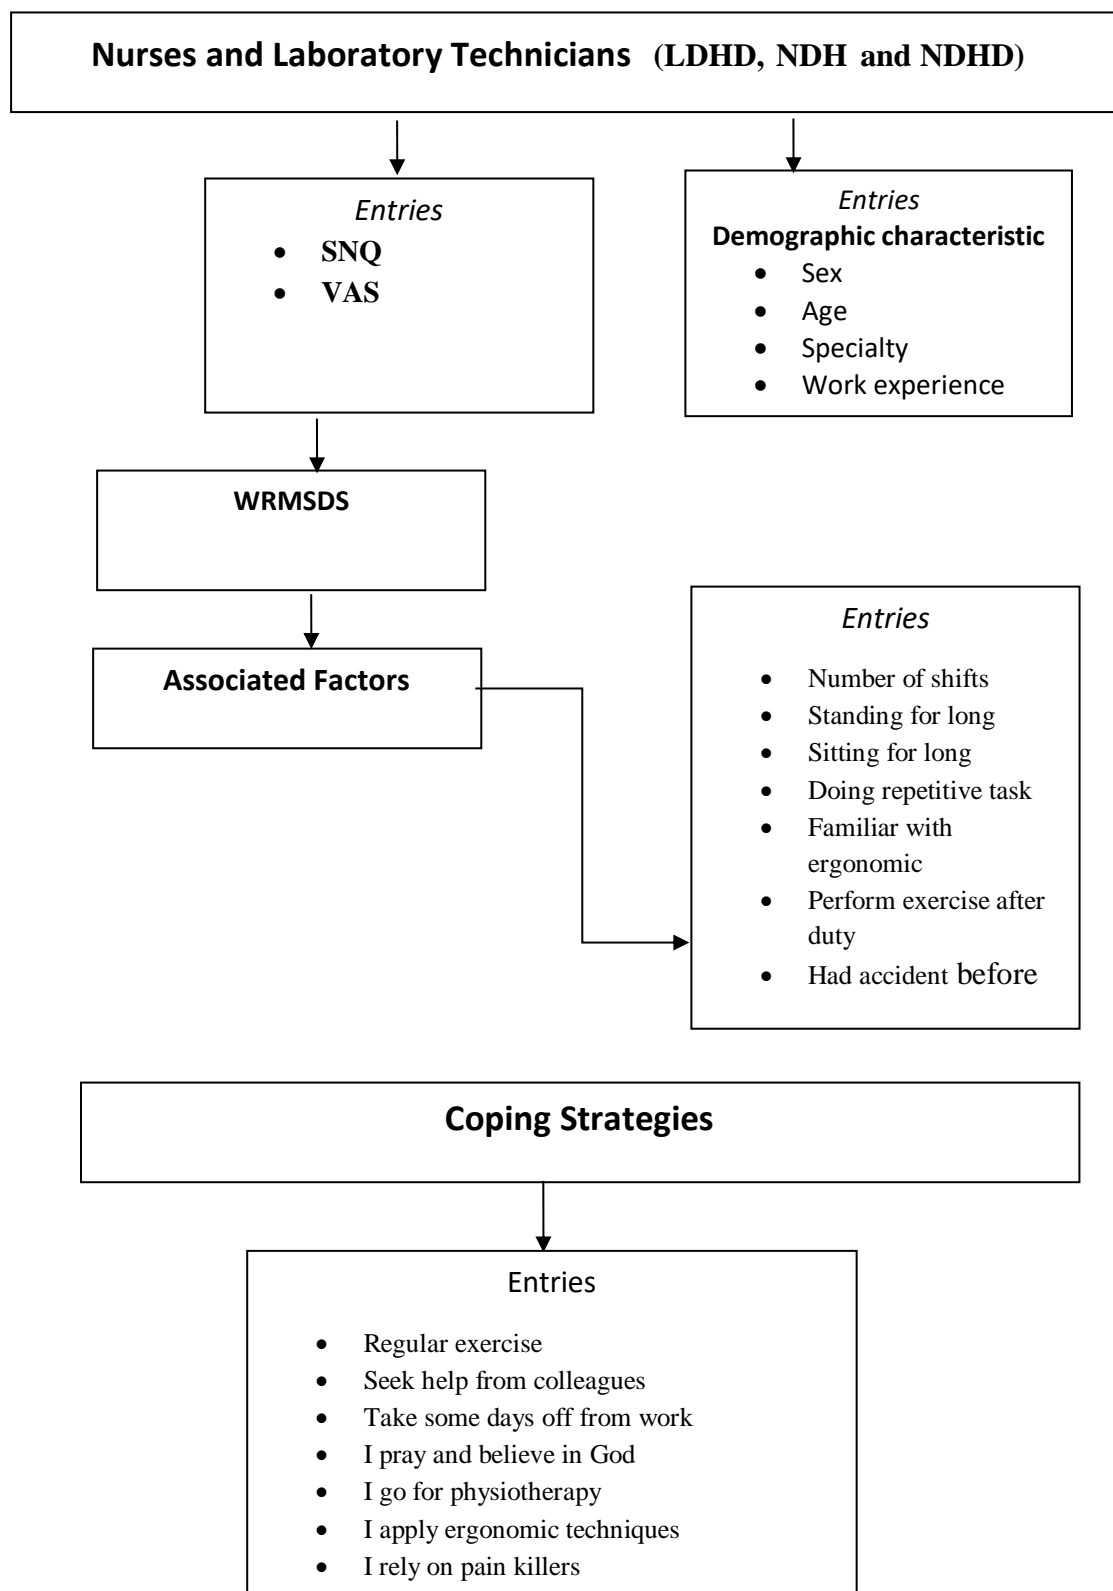 Nurses and Laboratory Technicians (LDHD, NDH and NDHD)
Entries
• SNQ
• VAS
Entries
Demographic characteristic
• Sex
• Age
• Specialty
• Work experience
WRMSDS
Associated Factors
Entries
• Number of shifts
• Standing for long
• Sitting for long
• Doing repetitive task
• Familiar with
ergonomic
• Perform exercise after
duty
• Had accident before
Coping Strategies
Entries
• Regular exercise
• Seek help from colleagues
• Take some days off from work
• I pray and believe in God
• I go for physiotherapy
• I apply ergonomic techniques
• I rely on pain killers